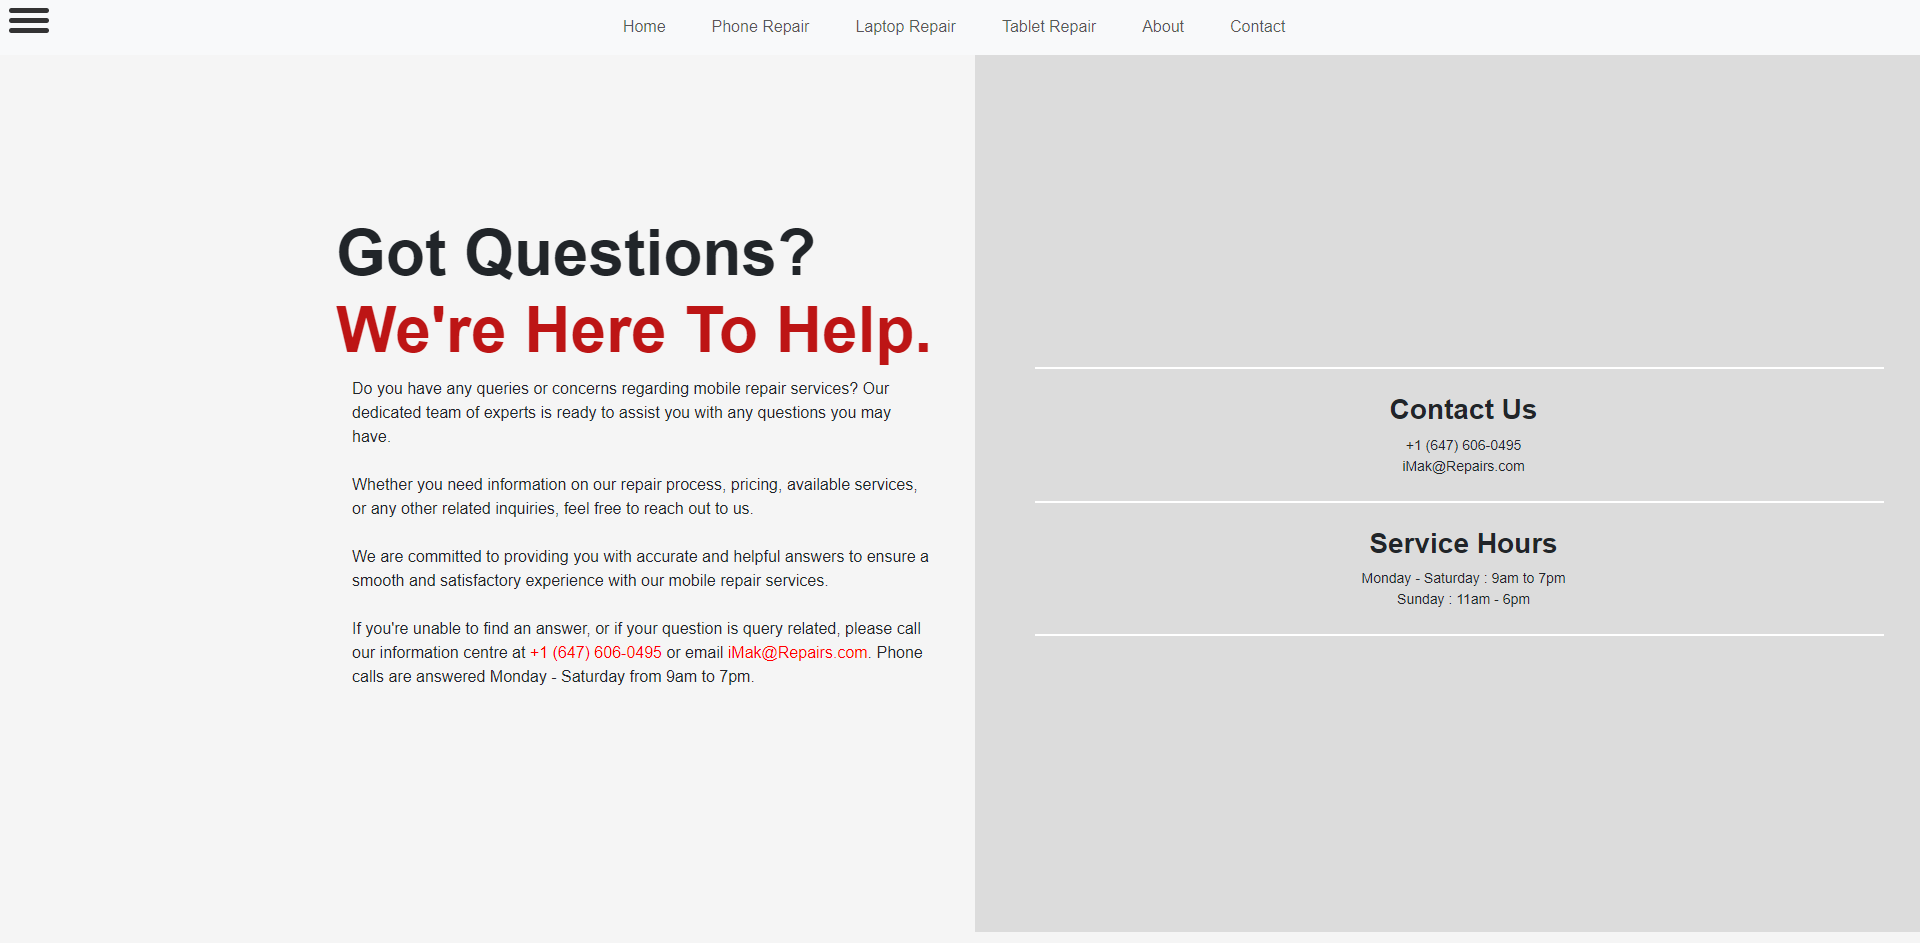 Home Phone Repair Laptop Repair Tablet Repair About Contact
Got Questions?
We're Here To Help.
Do you have any queries or concerns regarding mobile repair services? Our
dedicated team of experts is ready to assist you with any questions you may
have.
Whether you need information on our repair process, pricing, available services,
or any other related inquiries, feel free to reach out to us.
We are committed to providing you with accurate and helpful answers to ensure a
smooth and satisfactory experience with our mobile repair services.
If you're unable to find an answer, or if your question is query related, please call
our information centre at +1 (647) 606-0495 or email iMak@Repairs.com. Phone
calls are answered Monday - Saturday from 9am to 7pm.
Contact Us
+1 (647) 606-0495
iMak@Repairs.com
Service Hours
Monday - Saturday : 9am to 7pm
Sunday : 11am - 6pm